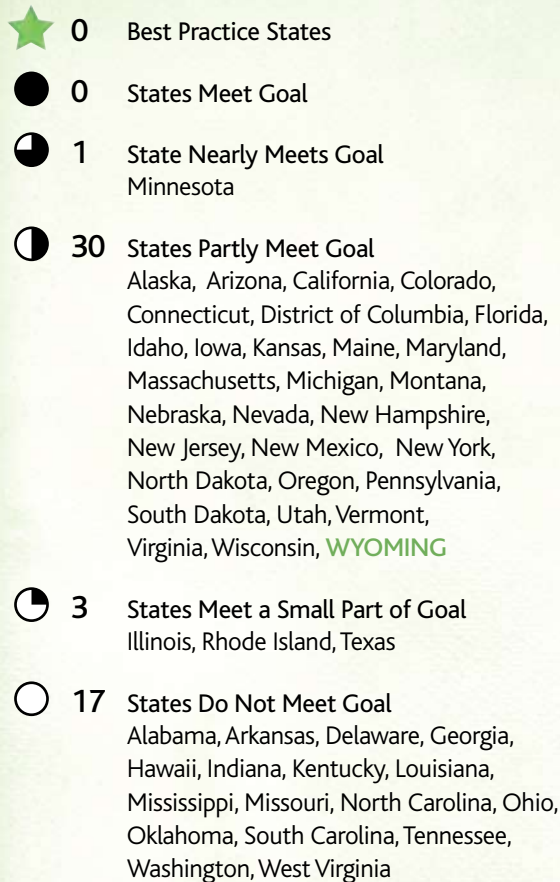 0 Best Practice States
0 States Meet Goal
1 State Nearly Meets Goal
Minnesota
30 States Partly Meet Goal
Alaska, Arizona, California, Colorado,
Connecticut, District of Columbia, Florida,
Idaho, Iowa, Kansas, Maine, Maryland,
Massachusetts, Michigan, Montana,
Nebraska, Nevada, New Hampshire,
New Jersey, New Mexico, New York,
North Dakota, Oregon, Pennsylvania,
South Dakota, Utah, Vermont,
Virginia, Wisconsin, WYOMING
3 States Meet a Small Part of Goal
Illinois, Rhode Island, Texas
17 States Do Not Meet Goal
Alabama, Arkansas, Delaware, Georgia,
Hawaii, Indiana, Kentucky, Louisiana,
Mississippi, Missouri, North Carolina, Ohio,
Oklahoma, South Carolina, Tennessee,
Washington, West Virginia